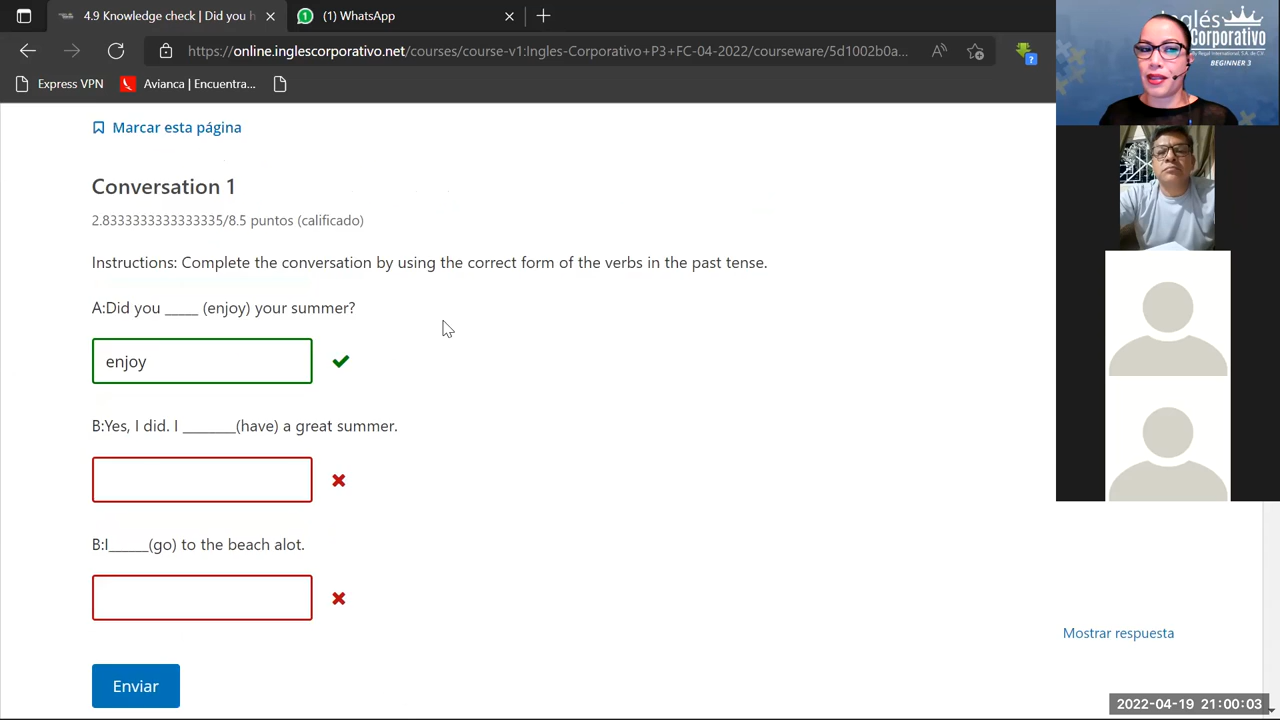 4.9 Knowledge check | Did you h
(1) WhatsApp
https://online.inglescorporativo.net/courses/course-v1:Ingles-Corporativo+P3+FC-04-2022/courseware/5d1002b0a...
Express VPN
Avianca | Encuentra...
Inglés
Corporativo
BEGINNER 3
Marcar esta página
Conversation 1
2.8333333333333335/8.5 puntos (calificado)
Instructions: Complete the conversation by using the correct form of the verbs in the past tense.
A:Did you _____ (enjoy) your summer?
enjoy
B:Yes, I did. I ________(have) a great summer.
B:I______(go) to the beach alot.
Mostrar respuesta
Enviar
2022-04-19 21:00:03